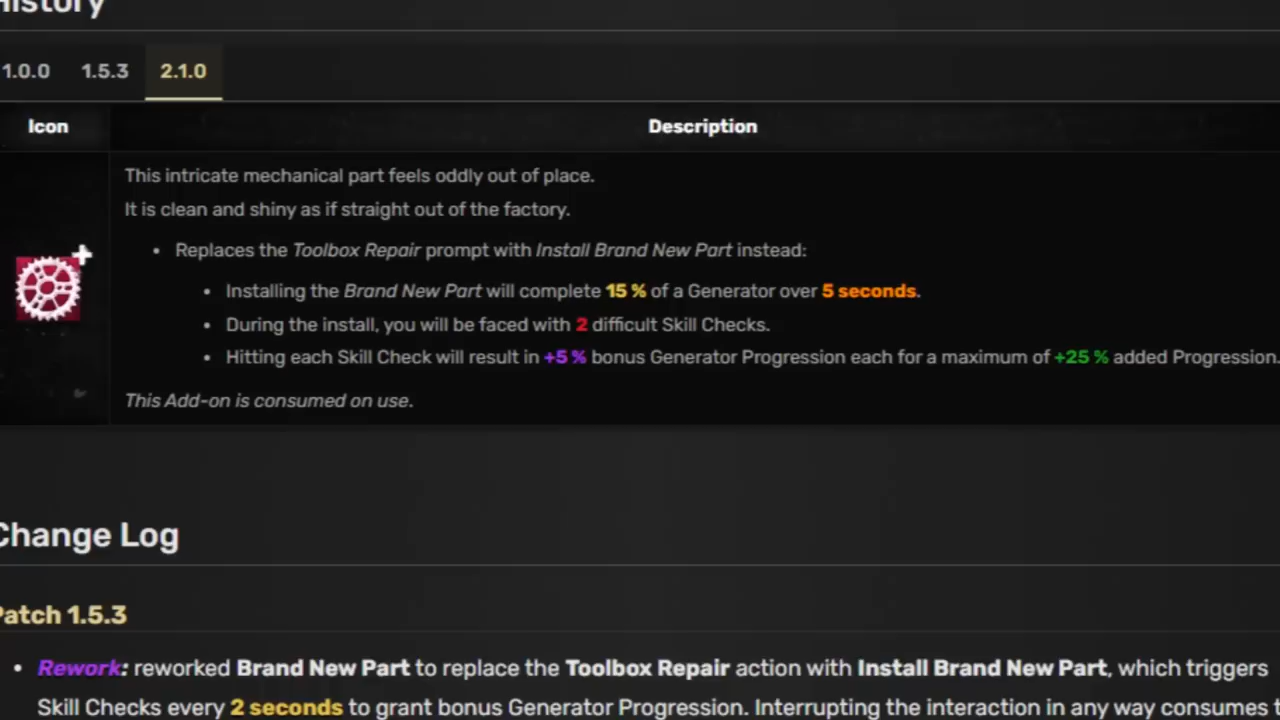 History
1.0.0 1.5.3 2.1.0
Icon Description
This intricate mechanical part feels oddly out of place.
It is clean and shiny as if straight out of the factory.
• Replaces the Toolbox Repair prompt with Install Brand New Part instead:
• Installing the Brand New Part will complete 15 % of a Generator over 5 seconds.
• During the install, you will be faced with 2 difficult Skill Checks.
• Hitting each Skill Check will result in +5 % bonus Generator Progression each for a maximum of +25 % added Progression.
This Add-on is consumed on use.
Change Log
Patch 1.5.3
• Rework: reworked Brand New Part to replace the Toolbox Repair action with Install Brand New Part, which triggers
Skill Checks every 2 seconds to grant bonus Generator Progression. Interrupting the interaction in any way consumes